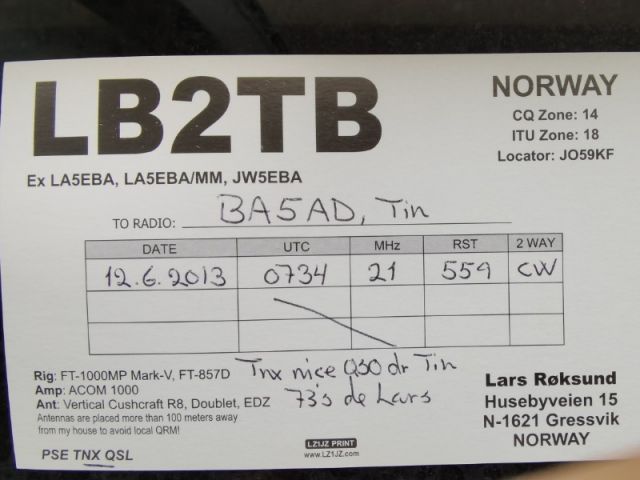 LB2TB
NORWAY
CQ Zone: 14
ITU Zone: 18
Locator: JO59KF
Ex LA5EBA, LA5EBA/MM, JW5EBA
TO RADIO: BA5AD, Tin
DATE UTC MHz RST 2 WAY
12.6.2013 0734 21 559 CW
Tnx nice QSO dr Tin
73's de Lars
Rig: FT-1000MP Mark-V, FT-857D
Amp: ACOM 1000
Ant: Vertical Cushcraft R8, Doublet, EDZ
Antennas are placed more than 100 meters away
from my house to avoid local QRM!
PSE TNX QSL
LZ1JZ PRINT
www.LZ1JZ.com
Lars Røksund
Husebyveien 15
N-1621 Gressvik
NORWAY